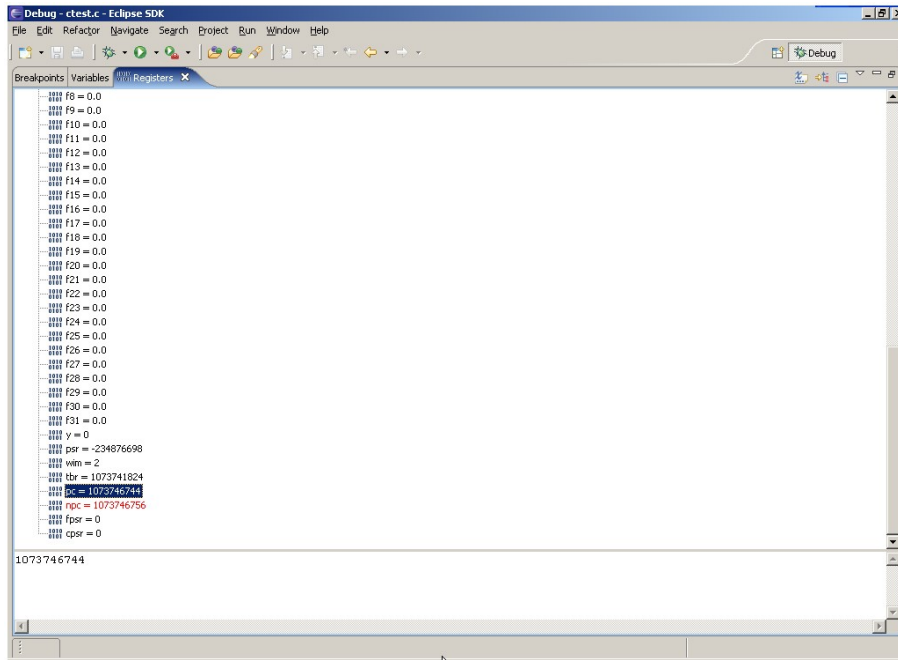 Debug - ctest.c - Eclipse SDK
File Edit Refactor Navigate Search Project Run Window Help
Debug
Breakpoints Variables Registers
f8 = 0.0
f9 = 0.0
f10 = 0.0
f11 = 0.0
f12 = 0.0
f13 = 0.0
f14 = 0.0
f15 = 0.0
f16 = 0.0
f17 = 0.0
f18 = 0.0
f19 = 0.0
f20 = 0.0
f21 = 0.0
f22 = 0.0
f23 = 0.0
f24 = 0.0
f25 = 0.0
f26 = 0.0
f27 = 0.0
f28 = 0.0
f29 = 0.0
f30 = 0.0
f31 = 0.0
y = 0
psr = -234876698
wim = 2
tbr = 1073741824
pc = 1073746744
npc = 1073746756
fpsr = 0
cpsr = 0
1073746744